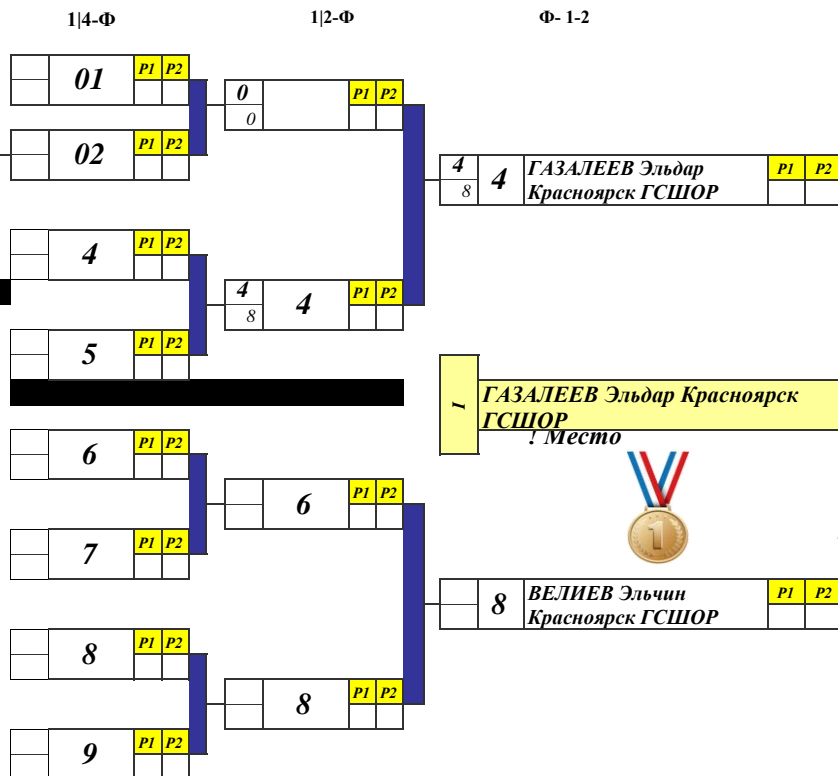 1|4-Ф 1|2-Ф Ф- 1-2
01 P1 P2
0 P1 P2
0
02 P1 P2
4 4 ГАЗАЛЕЕВ Эльдар P1 P2
8 Красноярск ГСШОР
4 P1 P2
4 4 P1 P2
8
5 P1 P2
I ГАЗАЛЕЕВ Эльдар Красноярск
ГСШОР
! Место
6 P1 P2
6 P1 P2
1
7 P1 P2
8 ВЕЛИЕВ Эльчин P1 P2
Красноярск ГСШОР
8 P1 P2
8 P1 P2
9 P1 P2